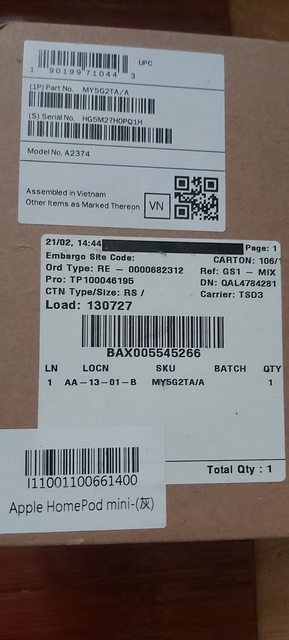 UPC
1 90199 71044 3
(1P) Part No. MY5G2TA/A
(S) Serial No. HG5M27H0PQ1H
Model No. A2374
Assembled in Vietnam
Other Items as Marked Thereon VN
21/02, 14:44 Page: 1
Embargo Site Code: CARTON: 106/1
Ord Type: RE - 0000682312 Ref: GS1 - MIX
Pro: TP100046195 DN: QAL4784281
CTN Type/Size: RS / Carrier: TSD3
Load: 130727
BAX005545266
LN LOCN SKU BATCH QTY
1 AA-13-01-B MY5G2TA/A 1
Total Qty : 1
I11001100661400
Apple HomePod mini-(灰)